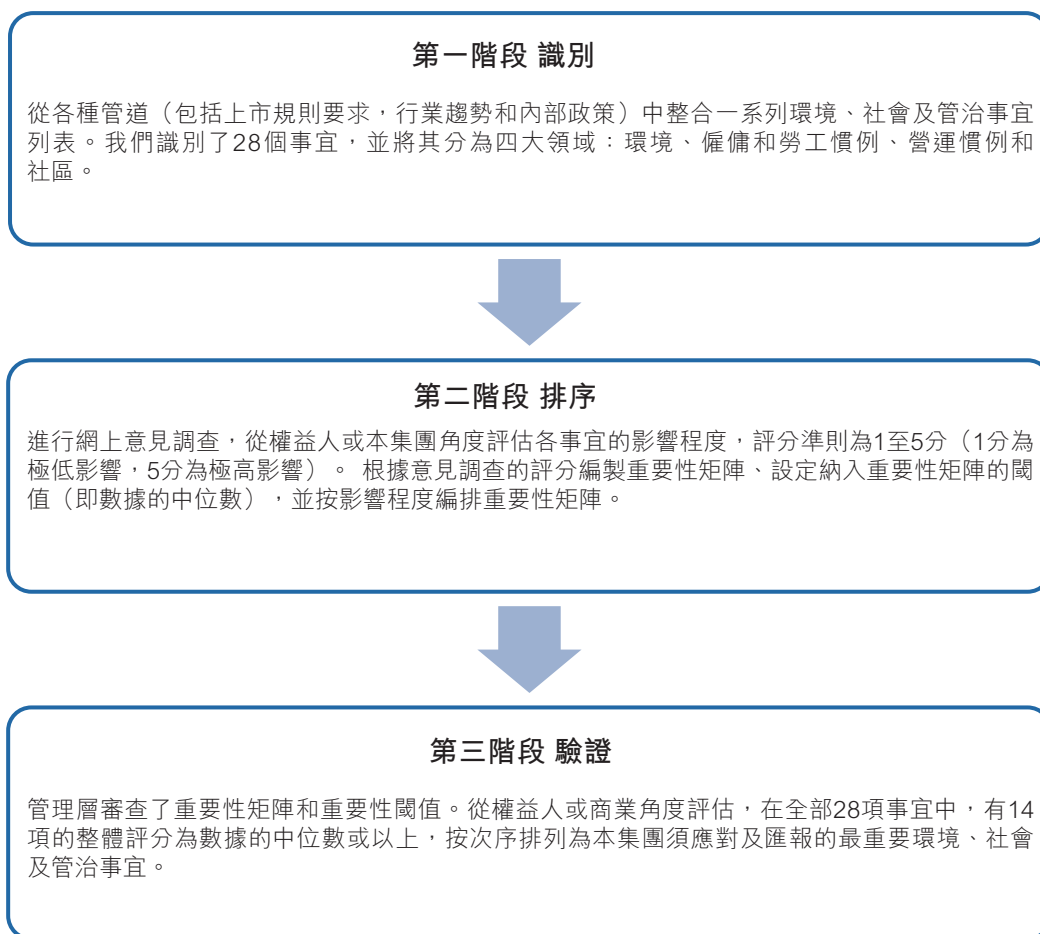 第一階段 識別
從各種管道（包括上市規則要求，行業趨勢和內部政策）中整合一系列環境、社會及管治事宜
列表。我們識別了28個事宜，並將其分為四大領域：環境、僱傭和勞工慣例、營運慣例和
社區。
第二階段 排序
進行網上意見調查，從權益人或本集團角度評估各事宜的影響程度，評分準則為1至5分（1分為
極低影響，5分為極高影響）。 根據意見調查的評分編製重要性矩陣、設定納入重要性矩陣的閾
值（即數據的中位數），並按影響程度編排重要性矩陣。
第三階段 驗證
管理層審查了重要性矩陣和重要性閾值。從權益人或商業角度評估，在全部28項事宜中，有14
項的整體評分為數據的中位數或以上，按次序排列為本集團須應對及匯報的最重要環境、社會
及管治事宜。